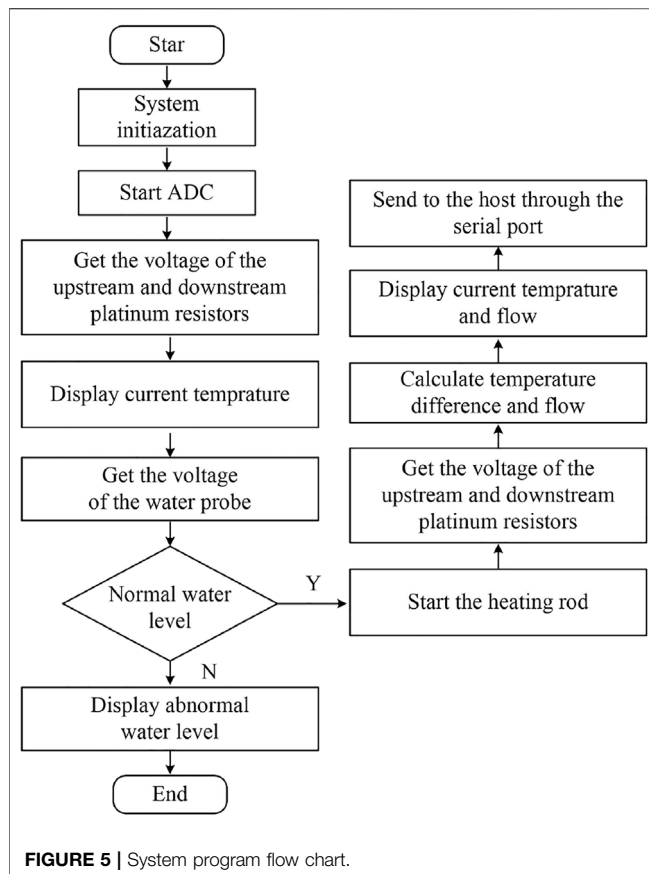 Star
System
initiazation
Start ADC
Get the voltage of the
upstream and downstream
platinum resistors
Display current temprature
Get the voltage
of the water probe
Normal water
level
Y
N
Display abnormal
water level
End
Start the heating rod
Get the voltage of the
upstream and downstream
platinum resistors
Calculate temperature
difference and flow
Display current temprature
and flow
Send to the host through the
serial port
FIGURE 5 | System program flow chart.